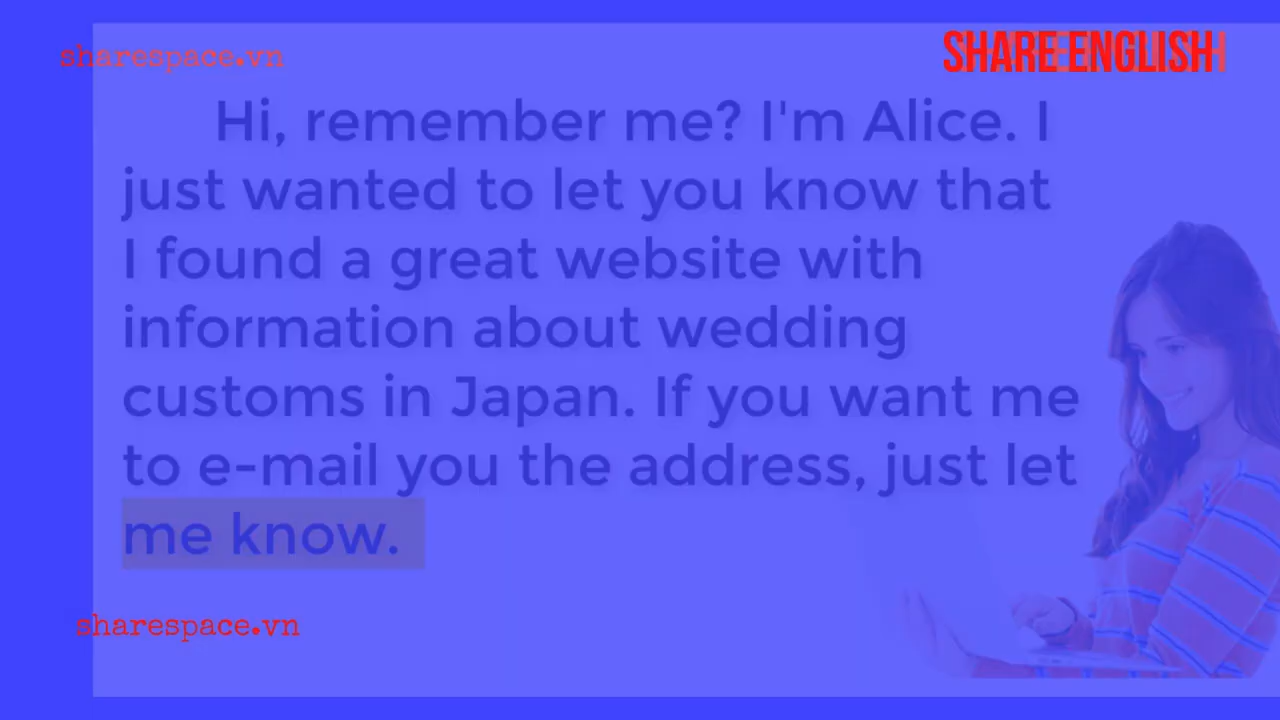 sharespace.vn
SHARE ENGLISH
Hi, remember me? I'm Alice. I
just wanted to let you know that
I found a great website with
information about wedding
customs in Japan. If you want me
to e-mail you the address, just let
me know.
sharespace.vn